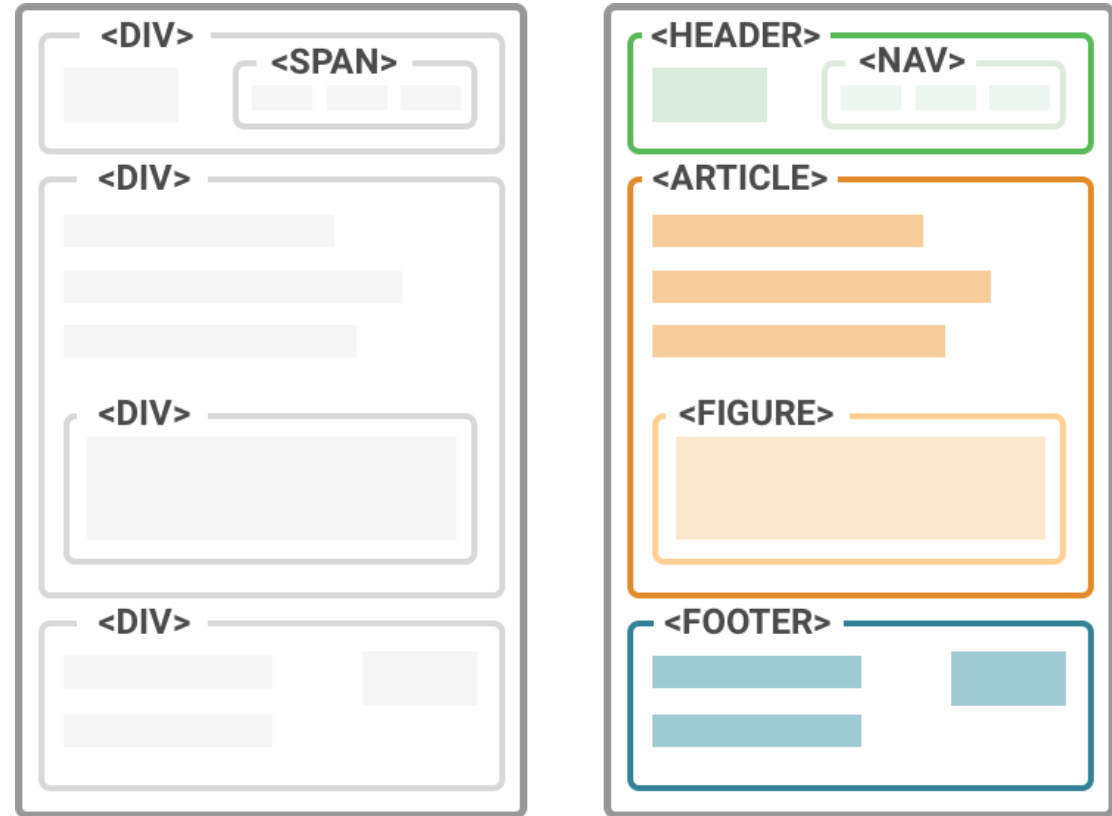 <DIV>
<SPAN>
<DIV>
<DIV>
<DIV>
<HEADER>
<NAV>
<ARTICLE>
<FIGURE>
<FOOTER>